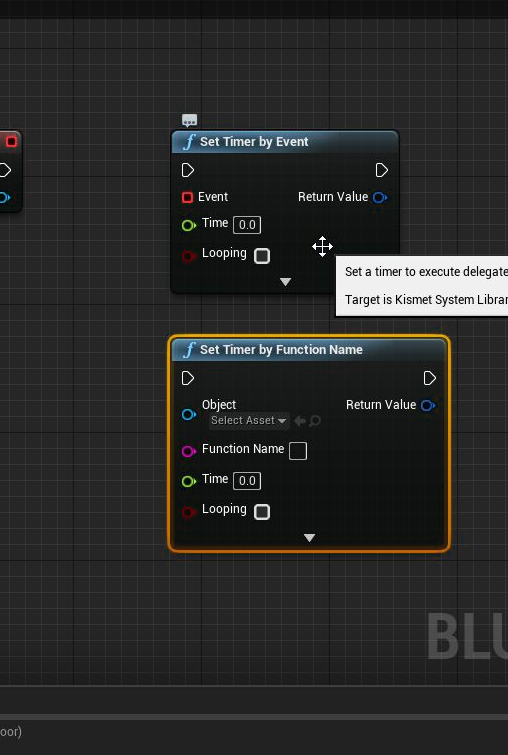 Set Timer by Event
Event
Return Value
Time 0.0
Looping
Set a timer to execute delegate
Target is Kismet System Librar
Set Timer by Function Name
Object
Return Value
Select Asset
Function Name
Time 0.0
Looping
BLU
oor)